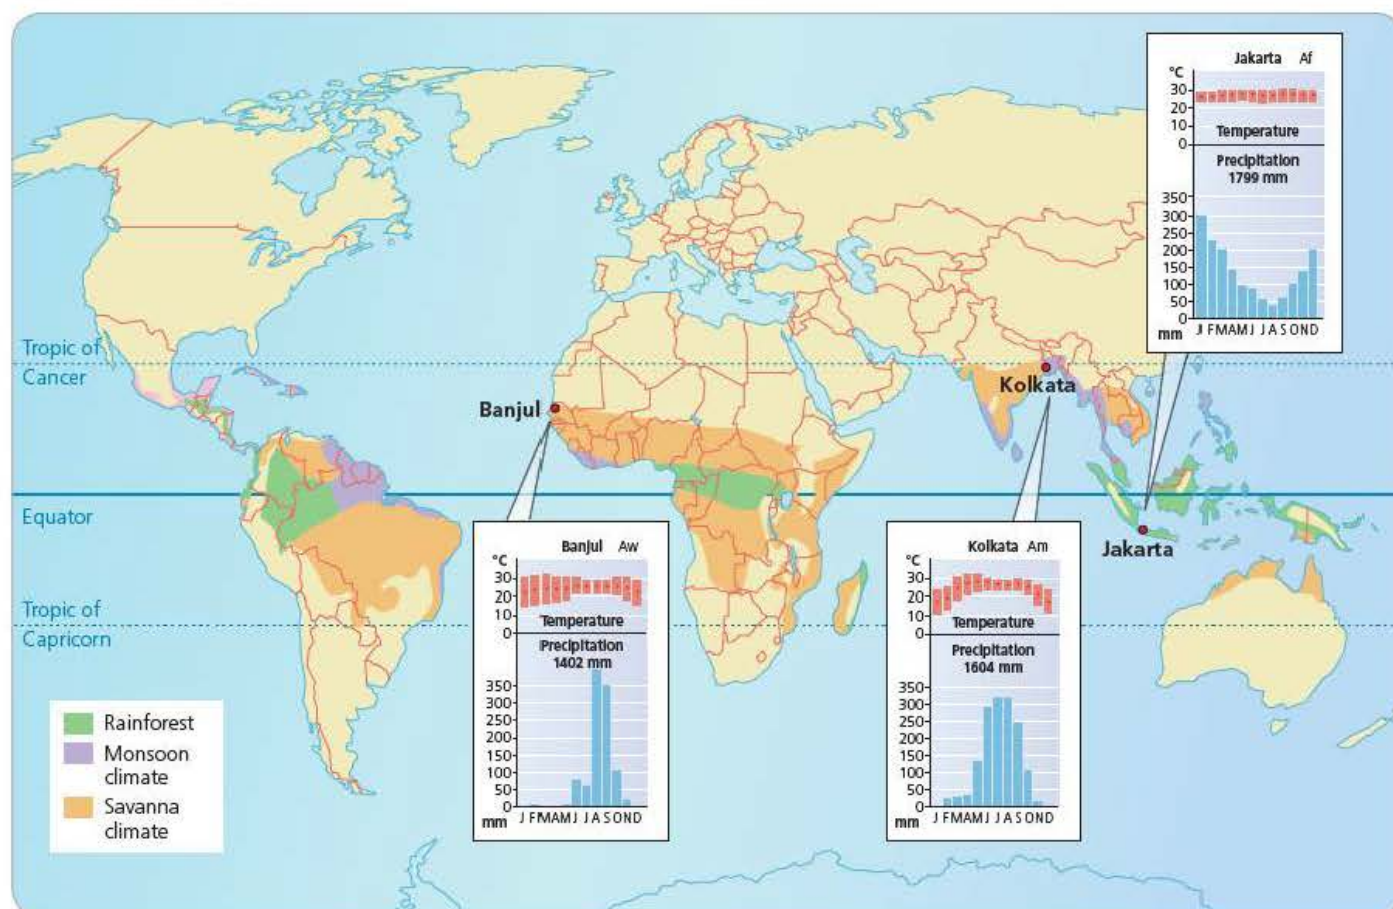 Jakarta Af
°C
30
20
10
0
Temperature
Precipitation
1799 mm
350
300
250
200
150
100
50
0
mm
J F M A M J J A S O N D
Tropic of
Cancer
Kolkata
Banjul
Equator
Jakarta
Banjul Aw
°C
30
20
10
0
Temperature
Precipitation
1402 mm
350
300
250
200
150
100
50
0
mm
J F M A M J J A S O N D
Kolkata Am
°C
30
20
10
0
Temperature
Precipitation
1604 mm
350
300
250
200
150
100
50
0
mm
J F M A M J J A S O N D
Tropic of
Capricorn
Rainforest
Monsoon
climate
Savanna
climate